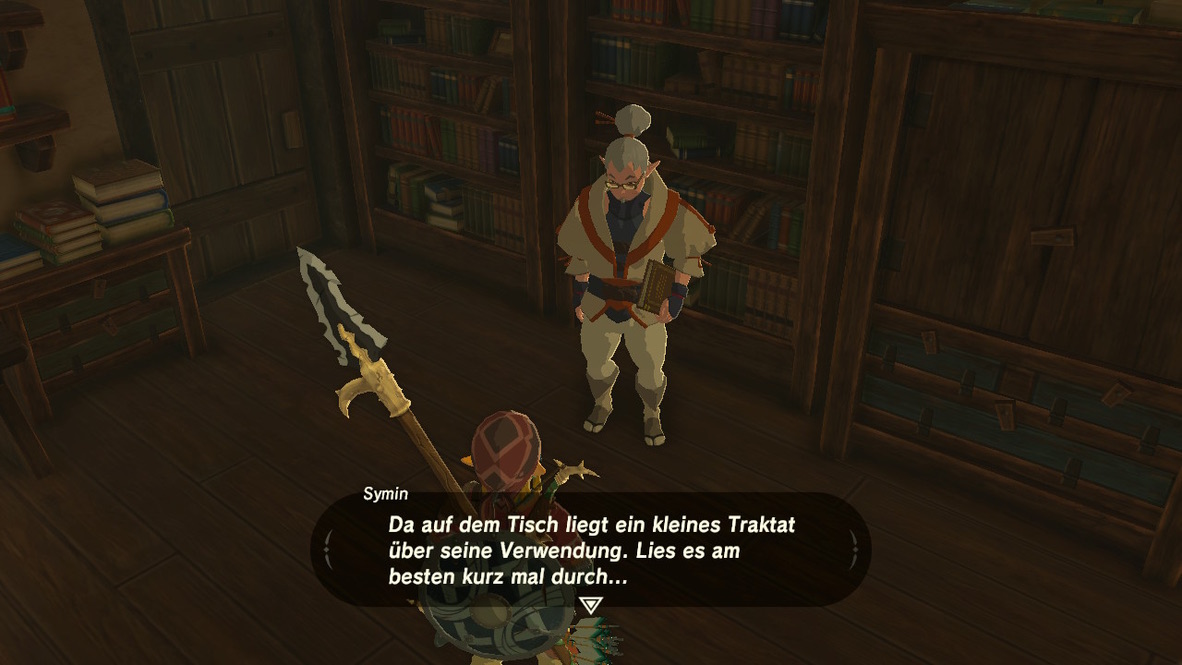 Symin
Da auf dem Tisch liegt ein kleines Traktat
über seine Verwendung. Lies es am
besten kurz mal durch...